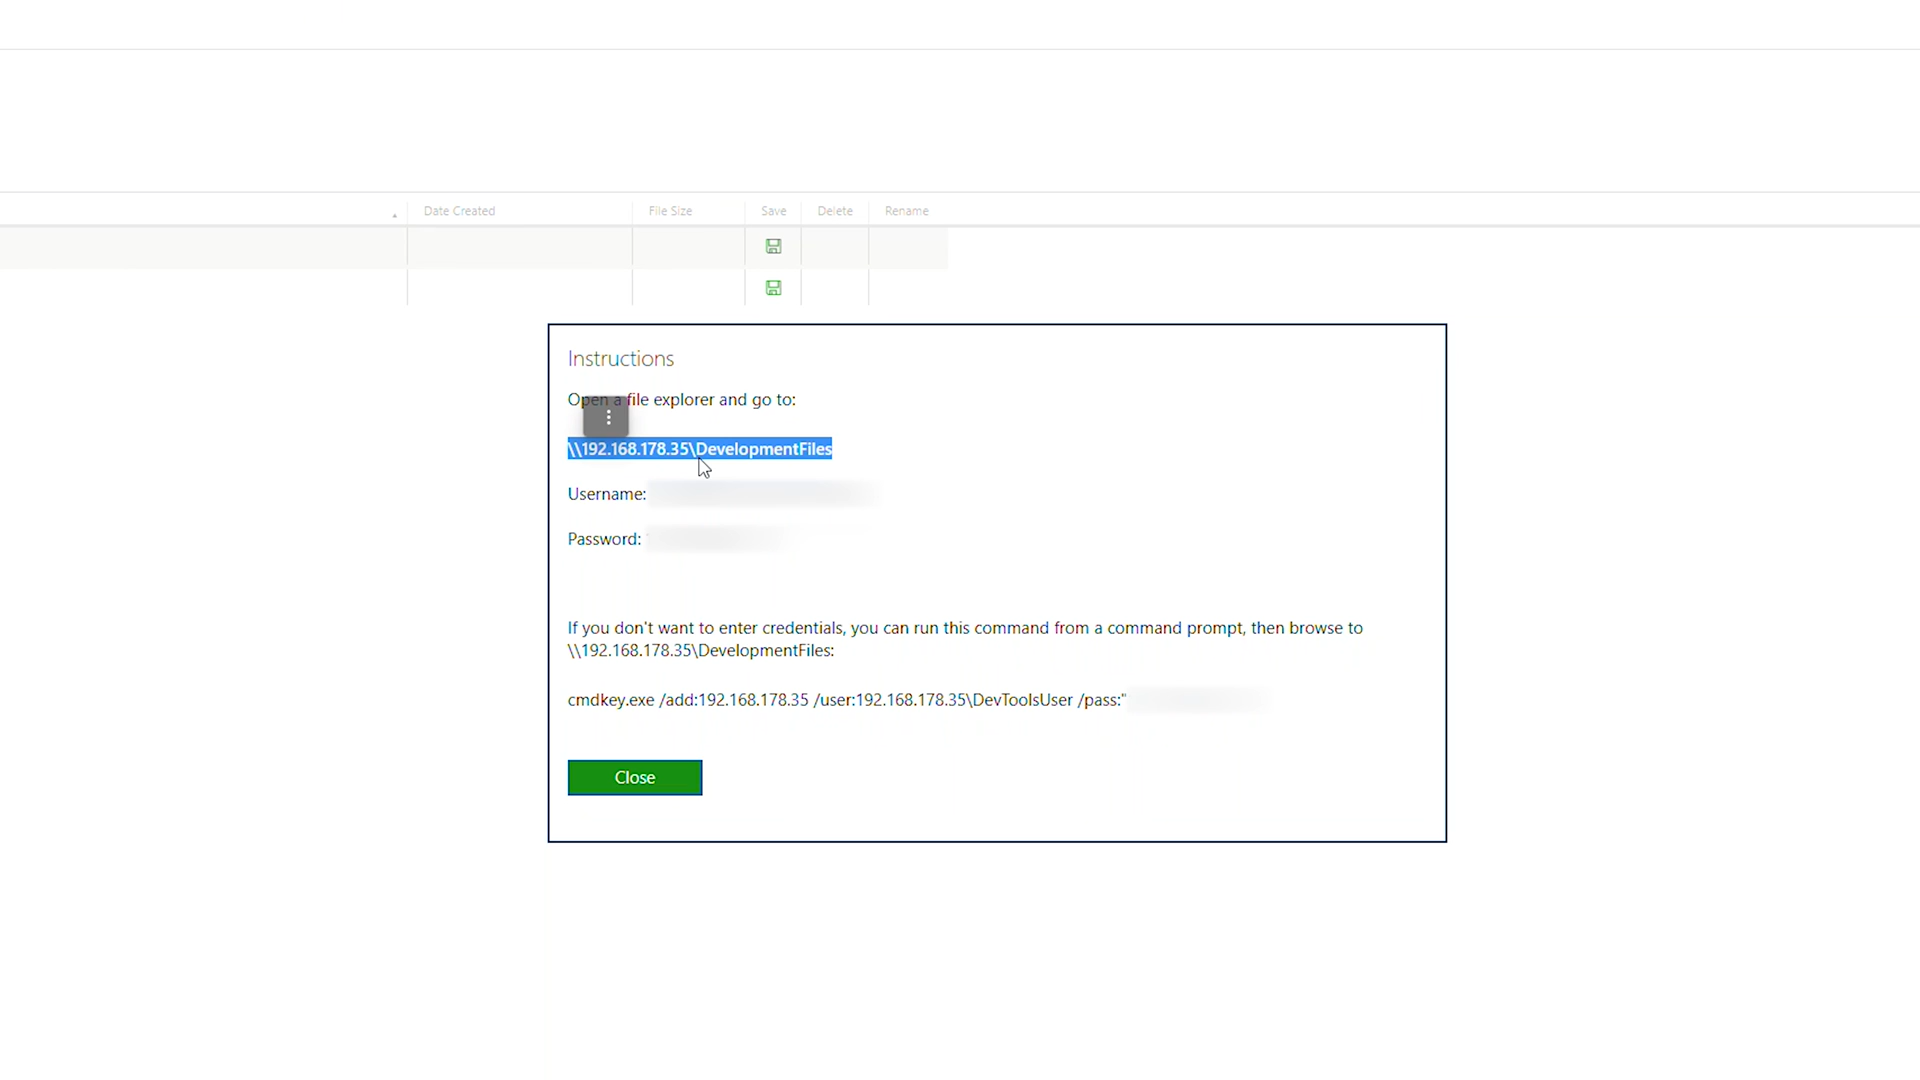 Date Created
File Size
Save
Delete
Rename
Instructions
Open a file explorer and go to:
\\192.168.178.35\DevelopmentFiles
Username:
Password:
If you don't want to enter credentials, you can run this command from a command prompt, then browse to
\\192.168.178.35\DevelopmentFiles:
cmdkey.exe /add:192.168.178.35 /user:192.168.178.35\DevToolsUser /pass:"
Close